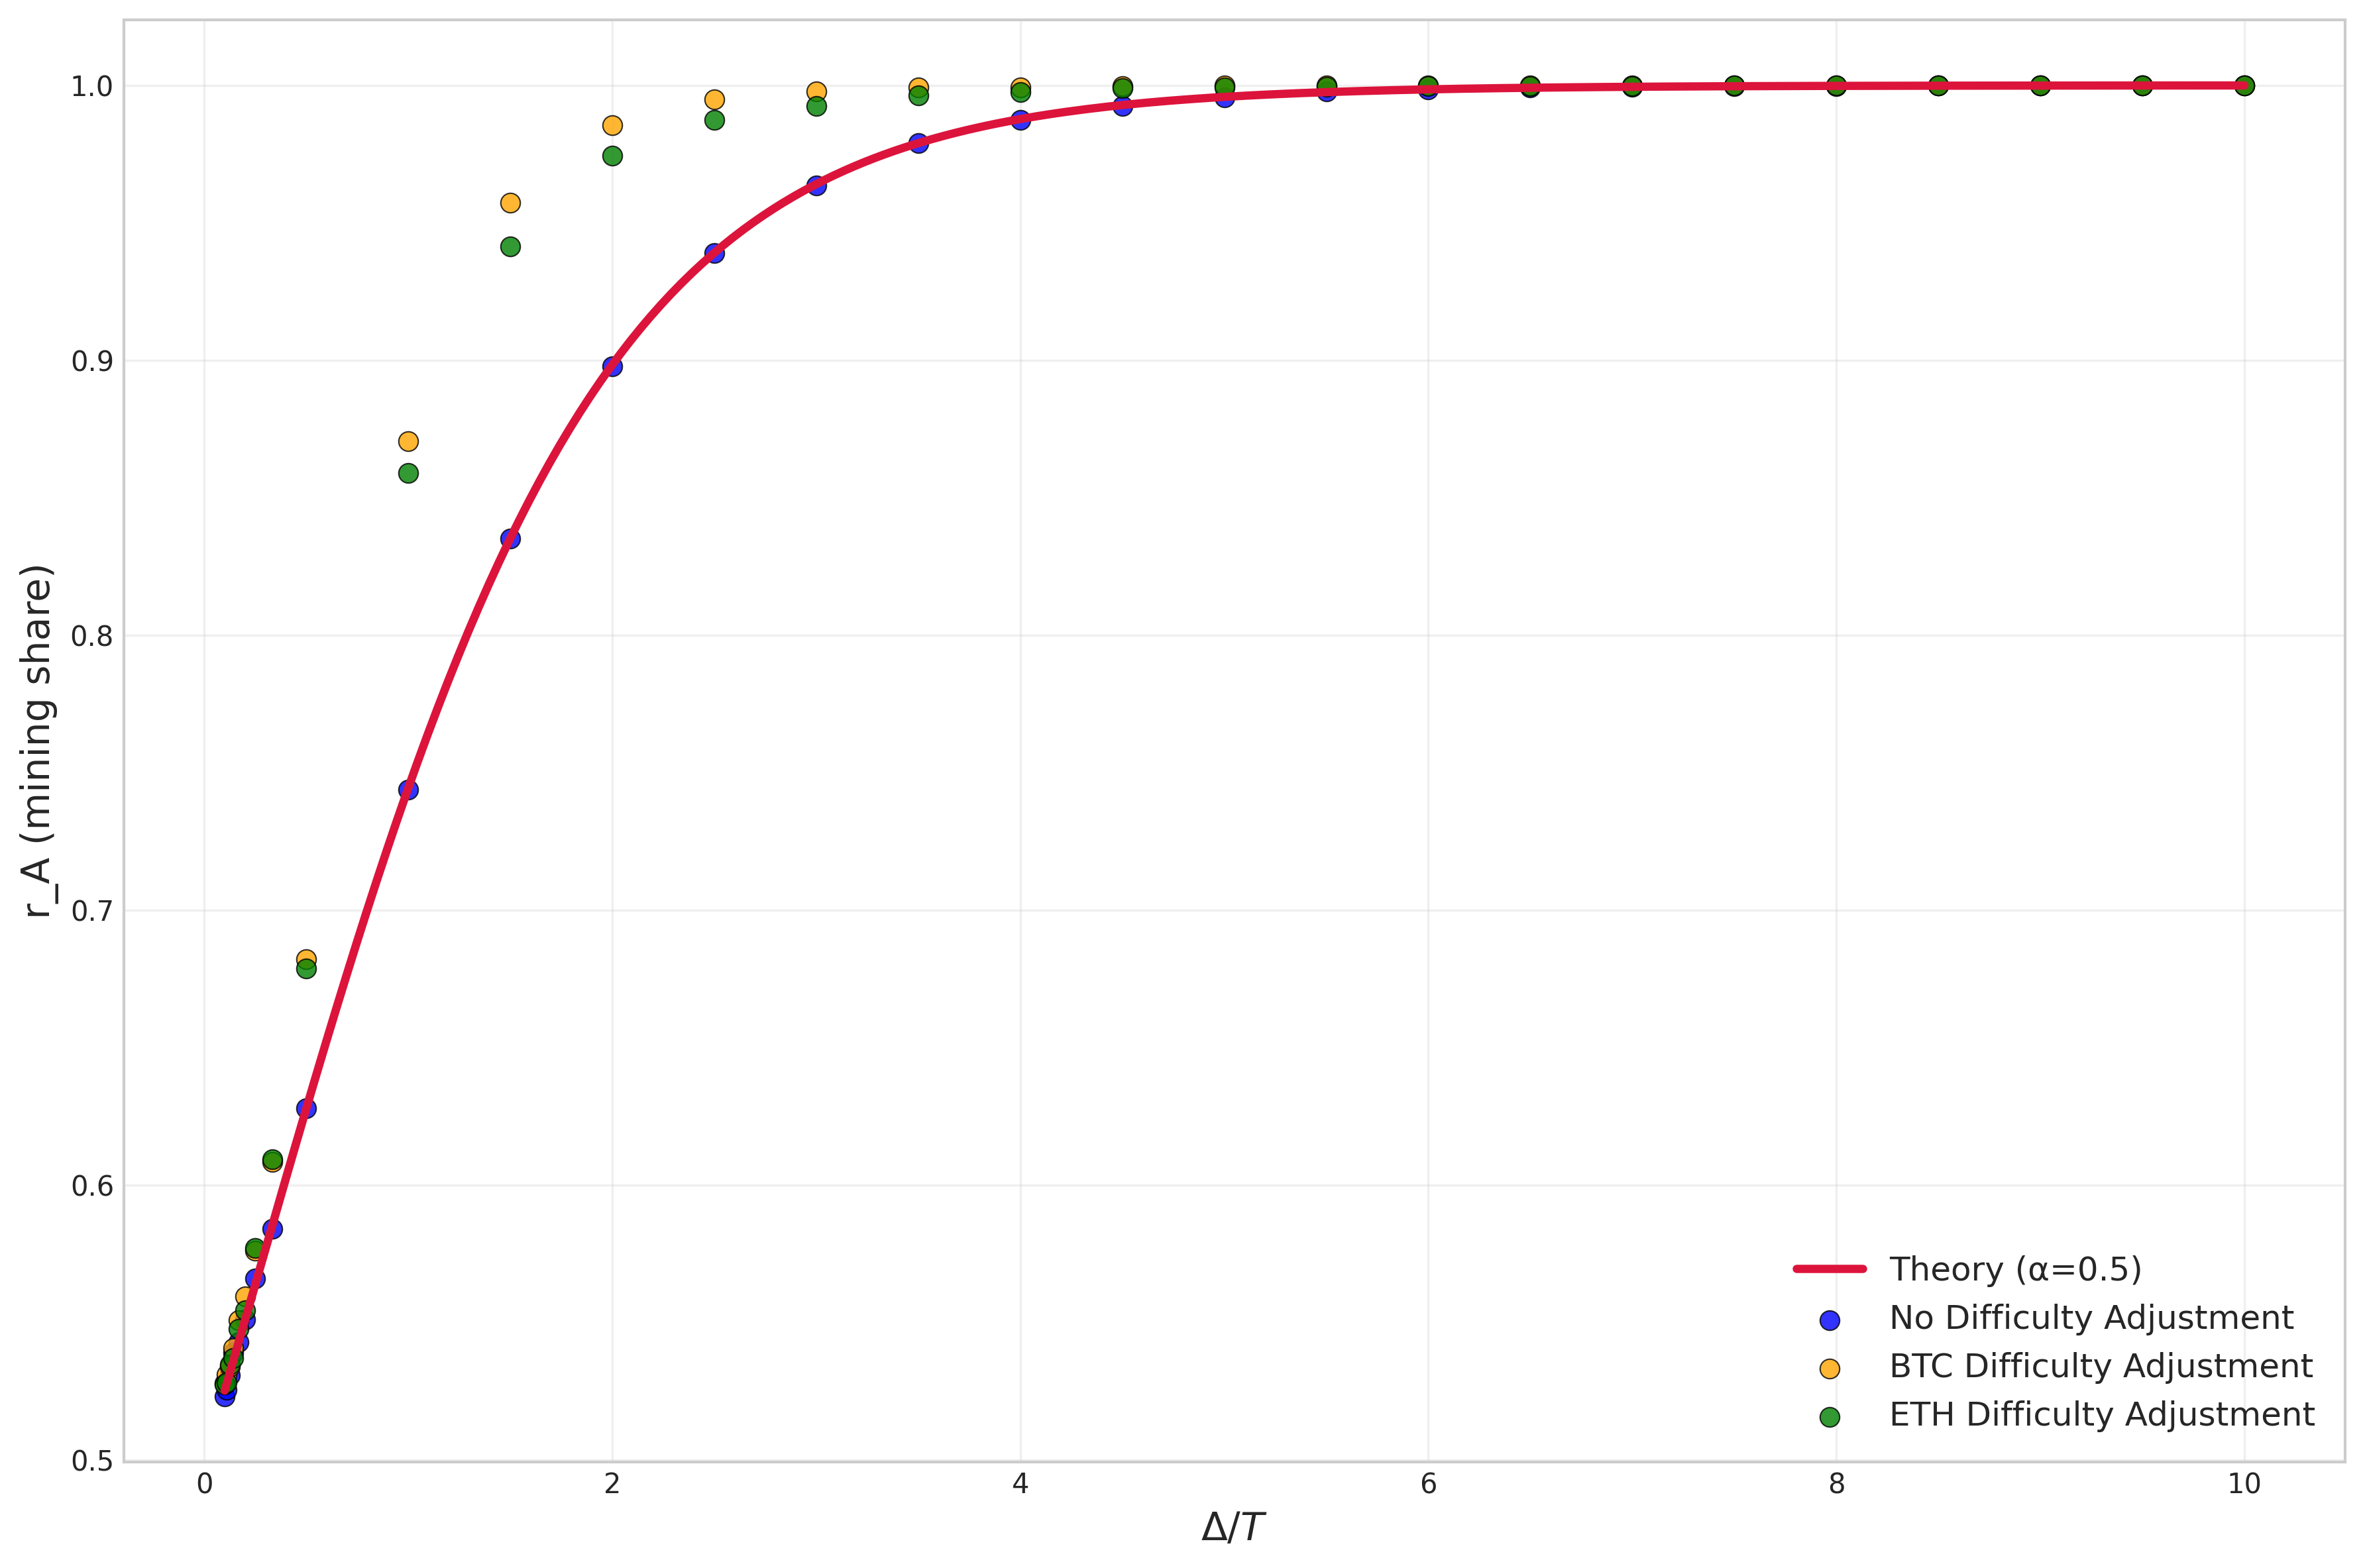 1.0
0.9
0.8
0.7
0.6
0.5
r_A (mining share)
0 2 4 6 8 10
Δ/T
Theory (α=0.5)
No Difficulty Adjustment
BTC Difficulty Adjustment
ETH Difficulty Adjustment